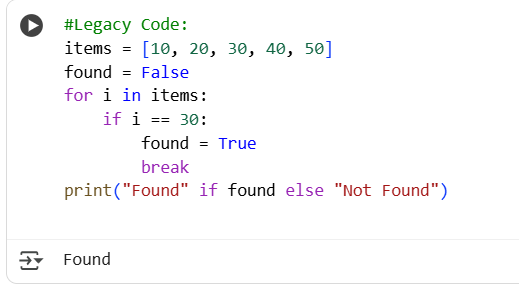 #Legacy Code:
items = [10, 20, 30, 40, 50]
found = False
for i in items:
    if i == 30:
        found = True
        break
print("Found" if found else "Not Found")
Found